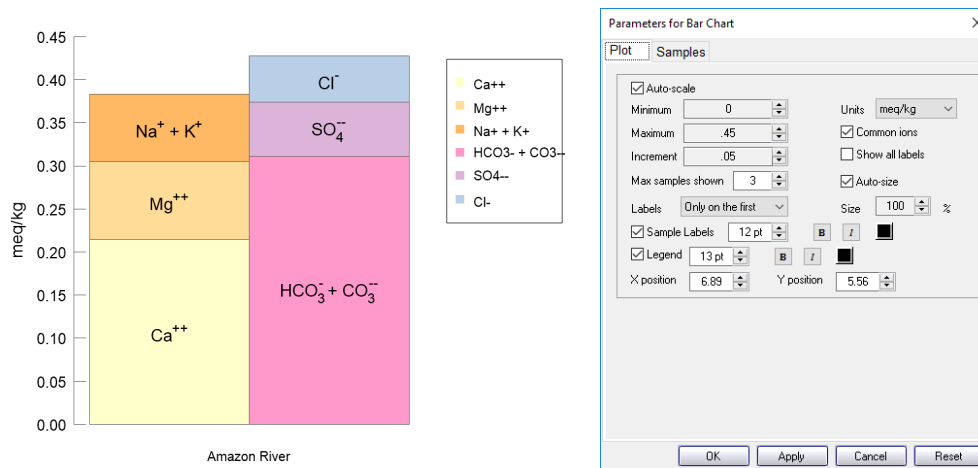 0.45
0.40
0.35
0.30
0.25
0.20
0.15
0.10
0.05
0.00
meq/kg
Na⁺ + K⁺
Mg⁺⁺
Ca⁺⁺
Cl⁻
SO₄⁻⁻
HCO₃⁻ + CO₃⁻⁻
Amazon River
Ca++
Mg++
Na+ + K+
HCO3- + CO3--
SO4--
Cl-
Parameters for Bar Chart
Plot Samples
Auto-scale
Minimum 0 Units meq/kg
Maximum .45 Common ions
Increment .05 Show all labels
Max samples shown 3 Auto-size
Labels Only on the first Size 100 %
Sample Labels 12 pt B I
Legend 13 pt B I
X position 6.89 Y position 5.56
OK Apply Cancel Reset